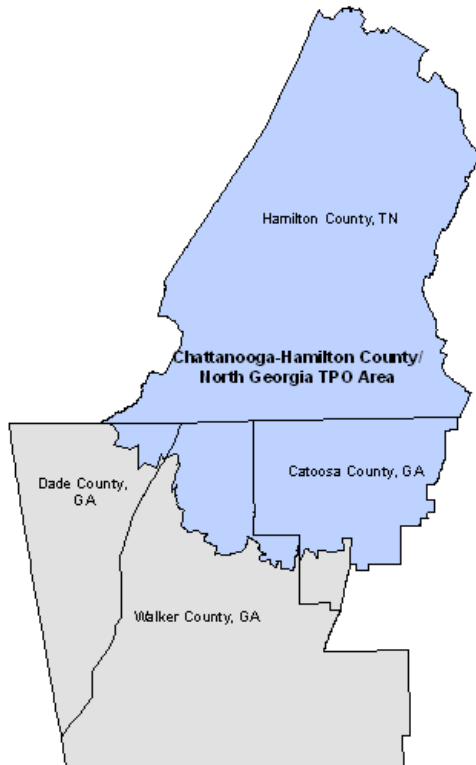 Hamilton County, TN
Chattanooga-Hamilton County/
North Georgia TPO Area
Catoosa County, GA
Dade County,
GA
Walker County, GA